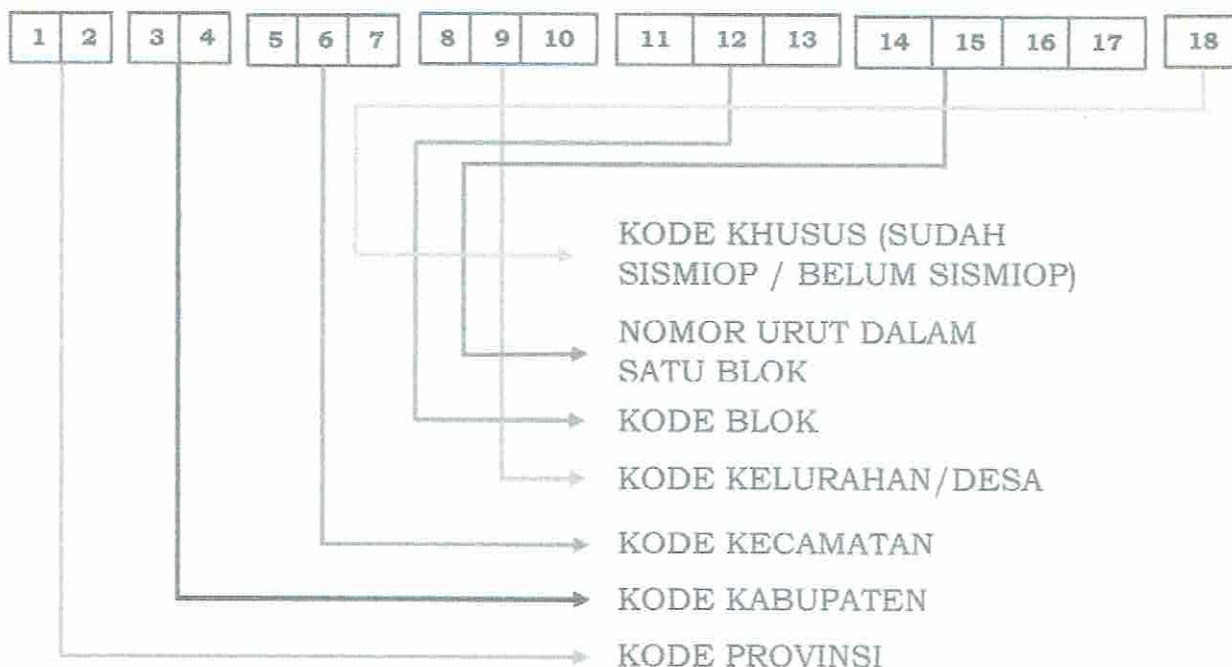 1 2 3 4 5 6 7 8 9 10 11 12 13 14 15 16 17 18
KODE KHUSUS (SUDAH
SISMIOP / BELUM SISMIOP)
NOMOR URUT DALAM
SATU BLOK
KODE BLOK
KODE KELURAHAN/DESA
KODE KECAMATAN
KODE KABUPATEN
KODE PROVINSI